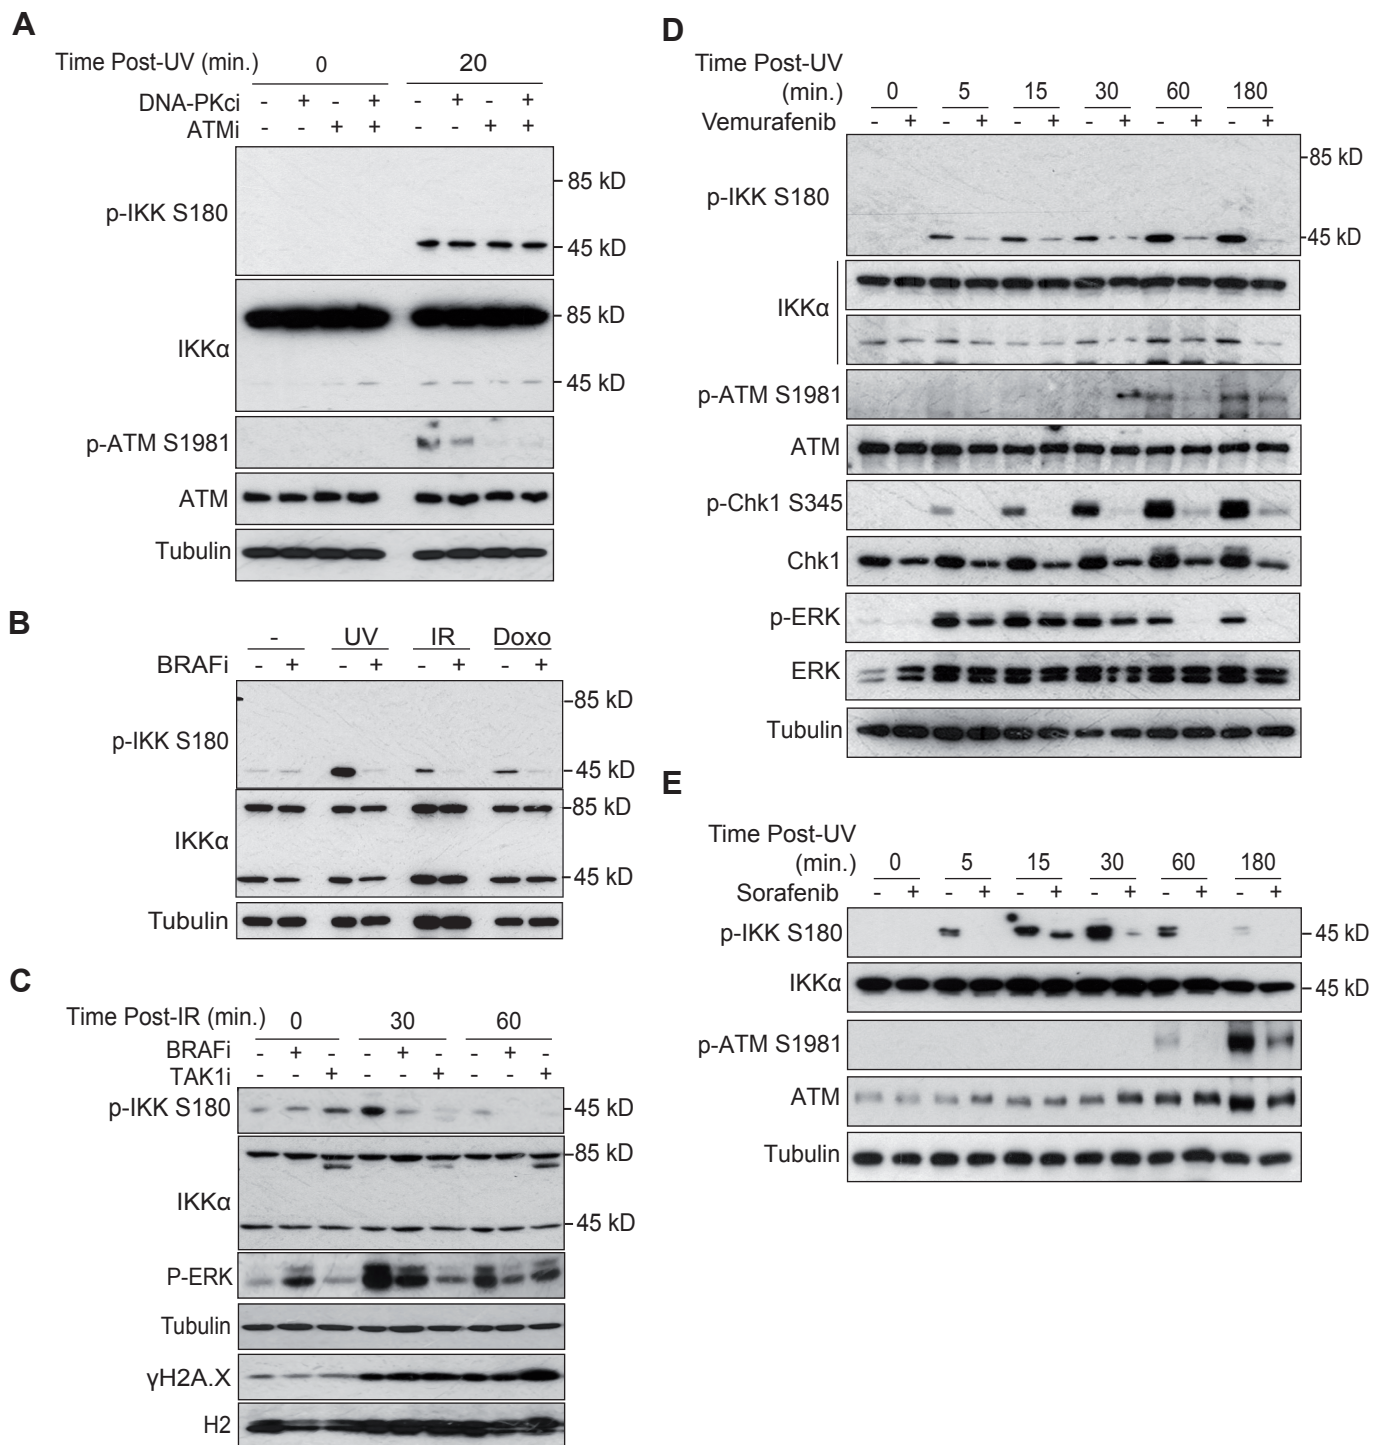 A
Time Post-UV (min.) 0 20
DNA-PKci - + - + - + - +
ATMi - - + + - - + +
p-IKK S180
85 kD
45 kD
IKKα
85 kD
45 kD
p-ATM S1981
ATM
Tubulin
B
- UV IR Doxo
BRAFi - + - + - + - +
p-IKK S180
85 kD
45 kD
IKKα
85 kD
45 kD
Tubulin
C
Time Post-IR (min.) 0 30 60
BRAFi - + - - + - - + -
TAK1i - - + - - + - - +
p-IKK S180
45 kD
IKKα
85 kD
45 kD
P-ERK
Tubulin
γH2A.X
H2
D
Time Post-UV
(min.) 0 5 15 30 60 180
Vemurafenib - + - + - + - + - + - +
p-IKK S180
85 kD
45 kD
IKKα
p-ATM S1981
ATM
p-Chk1 S345
Chk1
p-ERK
ERK
Tubulin
E
Time Post-UV
(min.) 0 5 15 30 60 180
Sorafenib - + - + - + - + - + - +
p-IKK S180
45 kD
IKKα
45 kD
p-ATM S1981
ATM
Tubulin